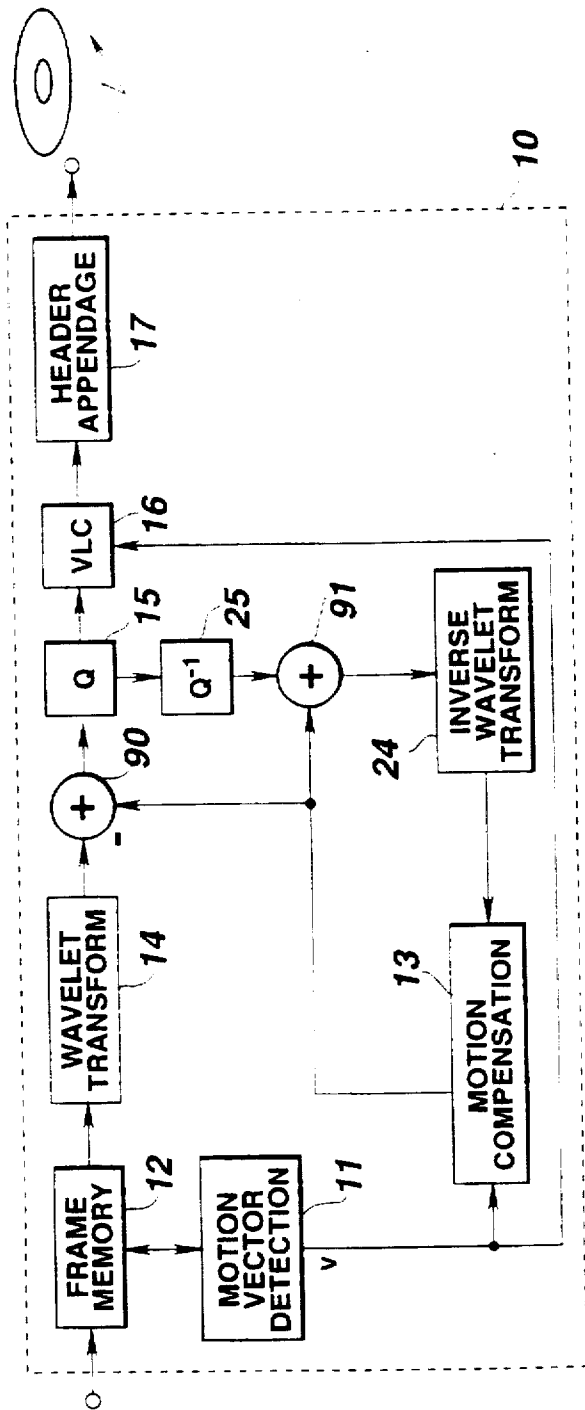 FRAME
MEMORY
12
WAVELET
TRANSFORM
14
+
-
90
Q
15
VLC
16
HEADER
APPENDAGE
17
MOTION
VECTOR
DETECTION
11
v
Q⁻¹
25
+
91
MOTION
COMPENSATION
13
INVERSE
WAVELET
TRANSFORM
24
10